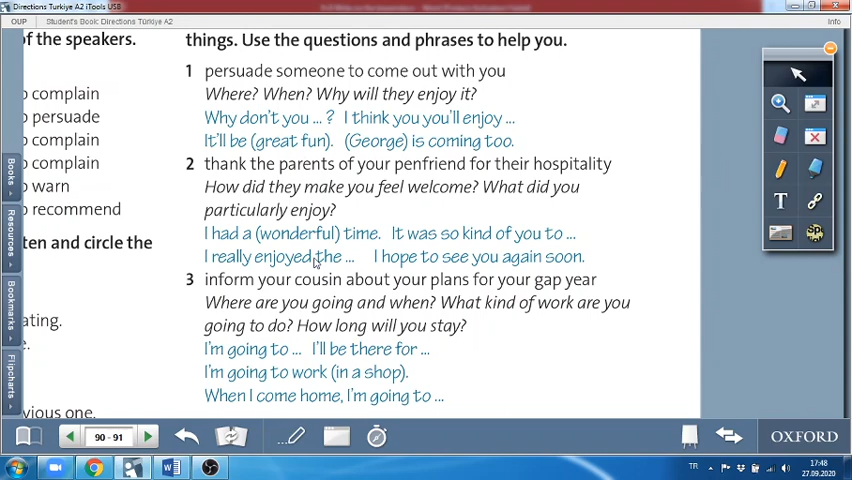 Directions Turkiye A2 iTools USB
OUP
Student's Book: Directions Türkiye A2
Info
of the speakers.
o complain
o persuade
o complain
o complain
o warn
o recommend
ten and circle the
ating.
e.
vious one.
things. Use the questions and phrases to help you.
1 persuade someone to come out with you
Where? When? Why will they enjoy it?
Why don't you ... ? I think you you'll enjoy ...
It'll be (great fun). (George) is coming too.
2 thank the parents of your penfriend for their hospitality
How did they make you feel welcome? What did you
particularly enjoy?
I had a (wonderful) time. It was so kind of you to ...
I really enjoyed the ... I hope to see you again soon.
3 inform your cousin about your plans for your gap year
Where are you going and when? What kind of work are you
going to do? How long will you stay?
I'm going to ... I'll be there for ...
I'm going to work (in a shop).
When I come home, I'm going to ...
Books
Resources
Bookmarks
Flipcharts
T
sp
90 - 91
OXFORD
TR
17:48
27.09.2020